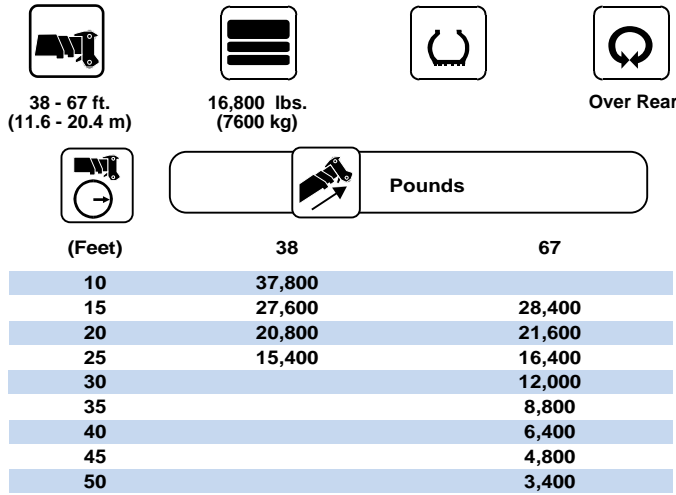 38 - 67 ft.
(11.6 - 20.4 m)
16,800 lbs.
(7600 kg)
Over Rear
Pounds
(Feet) 38 67
10 37,800
15 27,600 28,400
20 20,800 21,600
25 15,400 16,400
30 12,000
35 8,800
40 6,400
45 4,800
50 3,400